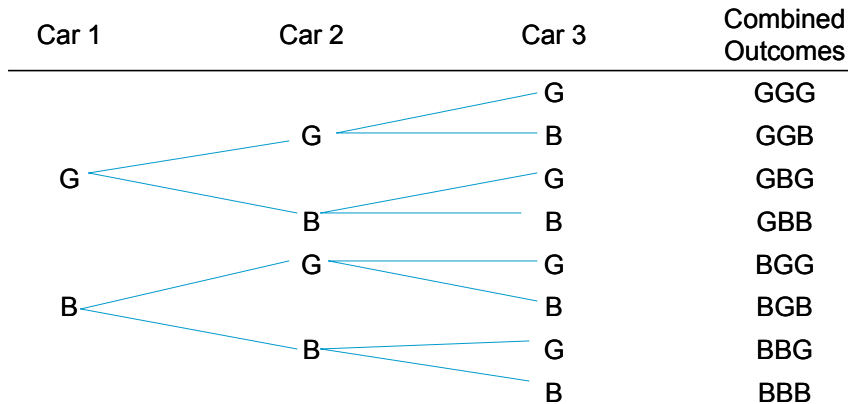 Car 1 Car 2 Car 3 Combined
Outcomes
G GGG
G B GGB
G G GBG
B B GBB
G G BGG
B B BGB
B G BBG
B BBB